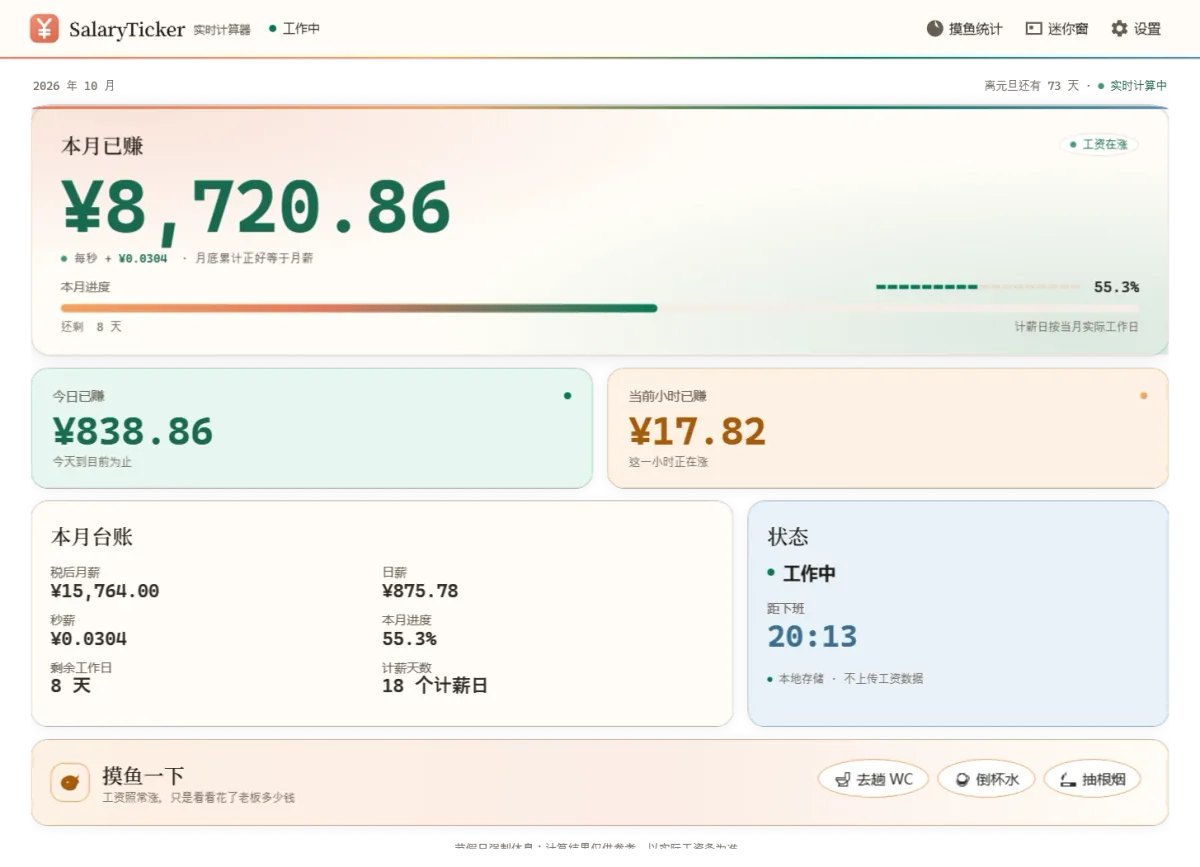 SalaryTicker 实时计算器 工作中 摸鱼统计 迷你窗 设置
2026 年 10 月 离元旦还有 73 天 · 实时计算中
本月已赚 工资在涨
¥8,720.86
每秒 + ¥0.0304 · 月底累计正好等于月薪
本月进度 55.3%
还剩 8 天 计薪日按当月实际工作日
今日已赚
¥838.86
今天到目前为止
当前小时已赚
¥17.82
这一小时正在涨
本月台账
税后月薪
¥15,764.00
日薪
¥875.78
秒薪
¥0.0304
本月进度
55.3%
剩余工作日
8 天
计薪天数
18 个计薪日
状态
工作中
距下班
20:13
本地存储 · 不上传工资数据
摸鱼一下
工资照常涨，只是看看花了老板多少钱
去趟 WC 倒杯水 抽根烟